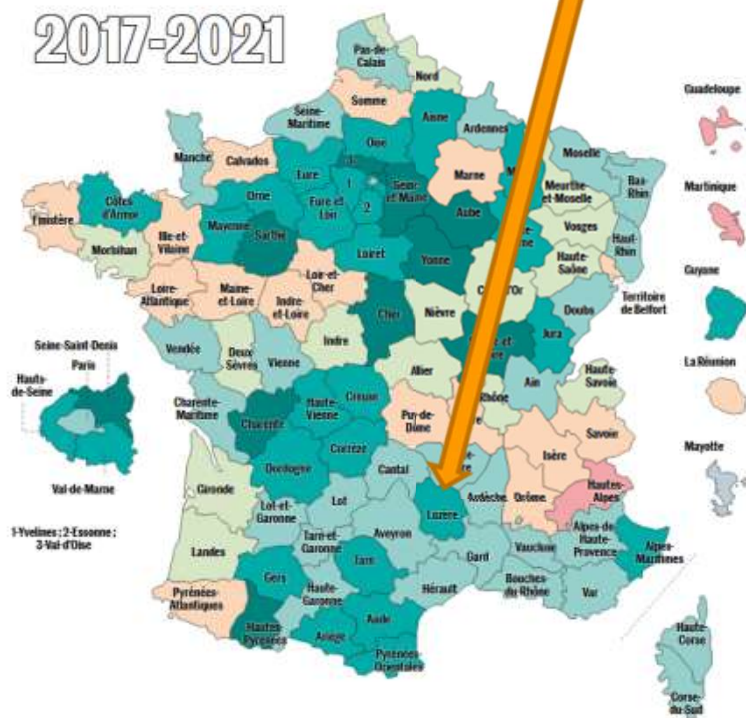 2017-2021
Pas-de-
Calais
Nord
Somme
Seine-
Maritime
Aisne
Ardennes
Oise
Manche
Calvados
Eure
3
1
2
Seine
et Marne
Marne
Moselle
Meurthe-
et-Moselle
Bas-
Rhin
Orne
Eure et
Loir
Aube
Vosges
Haut-
Rhin
Côtes
d'Armor
Finistère
Morbihan
Ille-et-
Vilaine
Mayenne
Sarthe
Loiret
Yonne
Haute-
Saône
Territoire
de Belfort
Loire-
Atlantique
Maine-
et-Loire
Loir-et-
Cher
Indre-
et-Loire
Cher
Nièvre
Doubs
Jura
Vendée
Deux
Sèvres
Vienne
Indre
Allier
Ain
Haute-
Savoie
Charente-
Maritime
Charente
Haute-
Vienne
Creuse
Puy-de-
Dôme
Rhône
Savoie
Isère
Corrèze
Dordogne
Cantal
Gironde
Lot-et-
Garonne
Lot
Lozère
Ardèche
Drôme
Hautes-
Alpes
Aveyron
Tarn-et-
Garonne
Landes
Gard
Vaucluse
Alpes-de
Haute-
Provence
Alpes-
Maritimes
Gers
Tarn
Haute-
Garonne
Hérault
Bouches-
du-Rhône
Var
Pyrénées-
Atlantiques
Hautes-
Pyrénées
Ariège
Aude
Pyrénées-
Orientales
Haute-
Corse
Corse-
du-Sud
Seine-Saint-Denis
Paris
Hauts-
de-Seine
Val-de-Marne
1-Yvelines ; 2-Essonne ;
3-Val-d'Oise
Guadeloupe
Martinique
Guyane
La Réunion
Mayotte